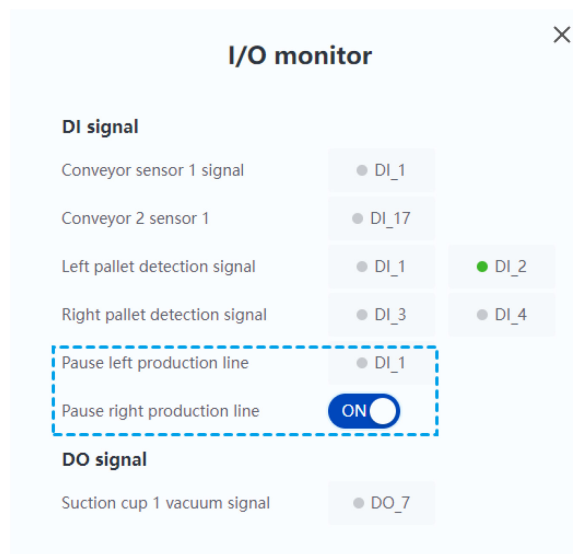 I/O monitor
DI signal
Conveyor sensor 1 signal DI_1
Conveyor 2 sensor 1 DI_17
Left pallet detection signal DI_1 DI_2
Right pallet detection signal DI_3 DI_4
Pause left production line DI_1
Pause right production line ON
DO signal
Suction cup 1 vacuum signal DO_7